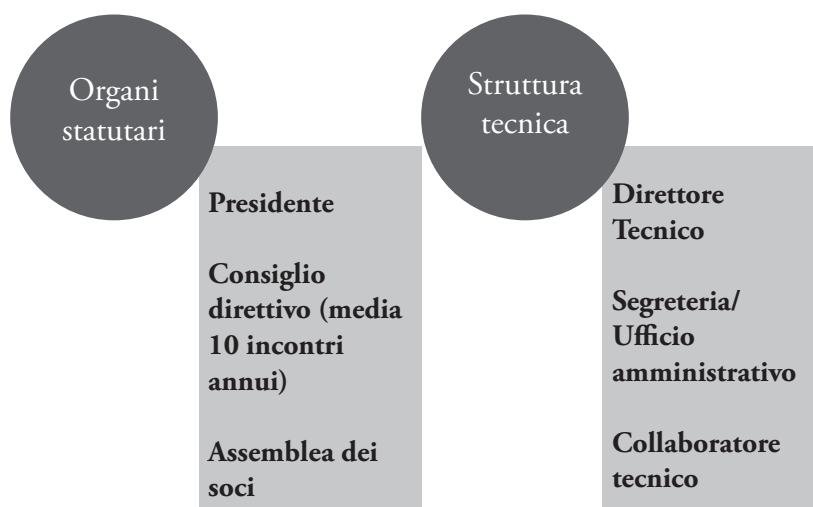 Organi
statutari
Presidente
Consiglio
direttivo (media
10 incontri
annui)
Assemblea dei
soci
Struttura
tecnica
Direttore
Tecnico
Segreteria/
Ufficio
amministrativo
Collaboratore
tecnico